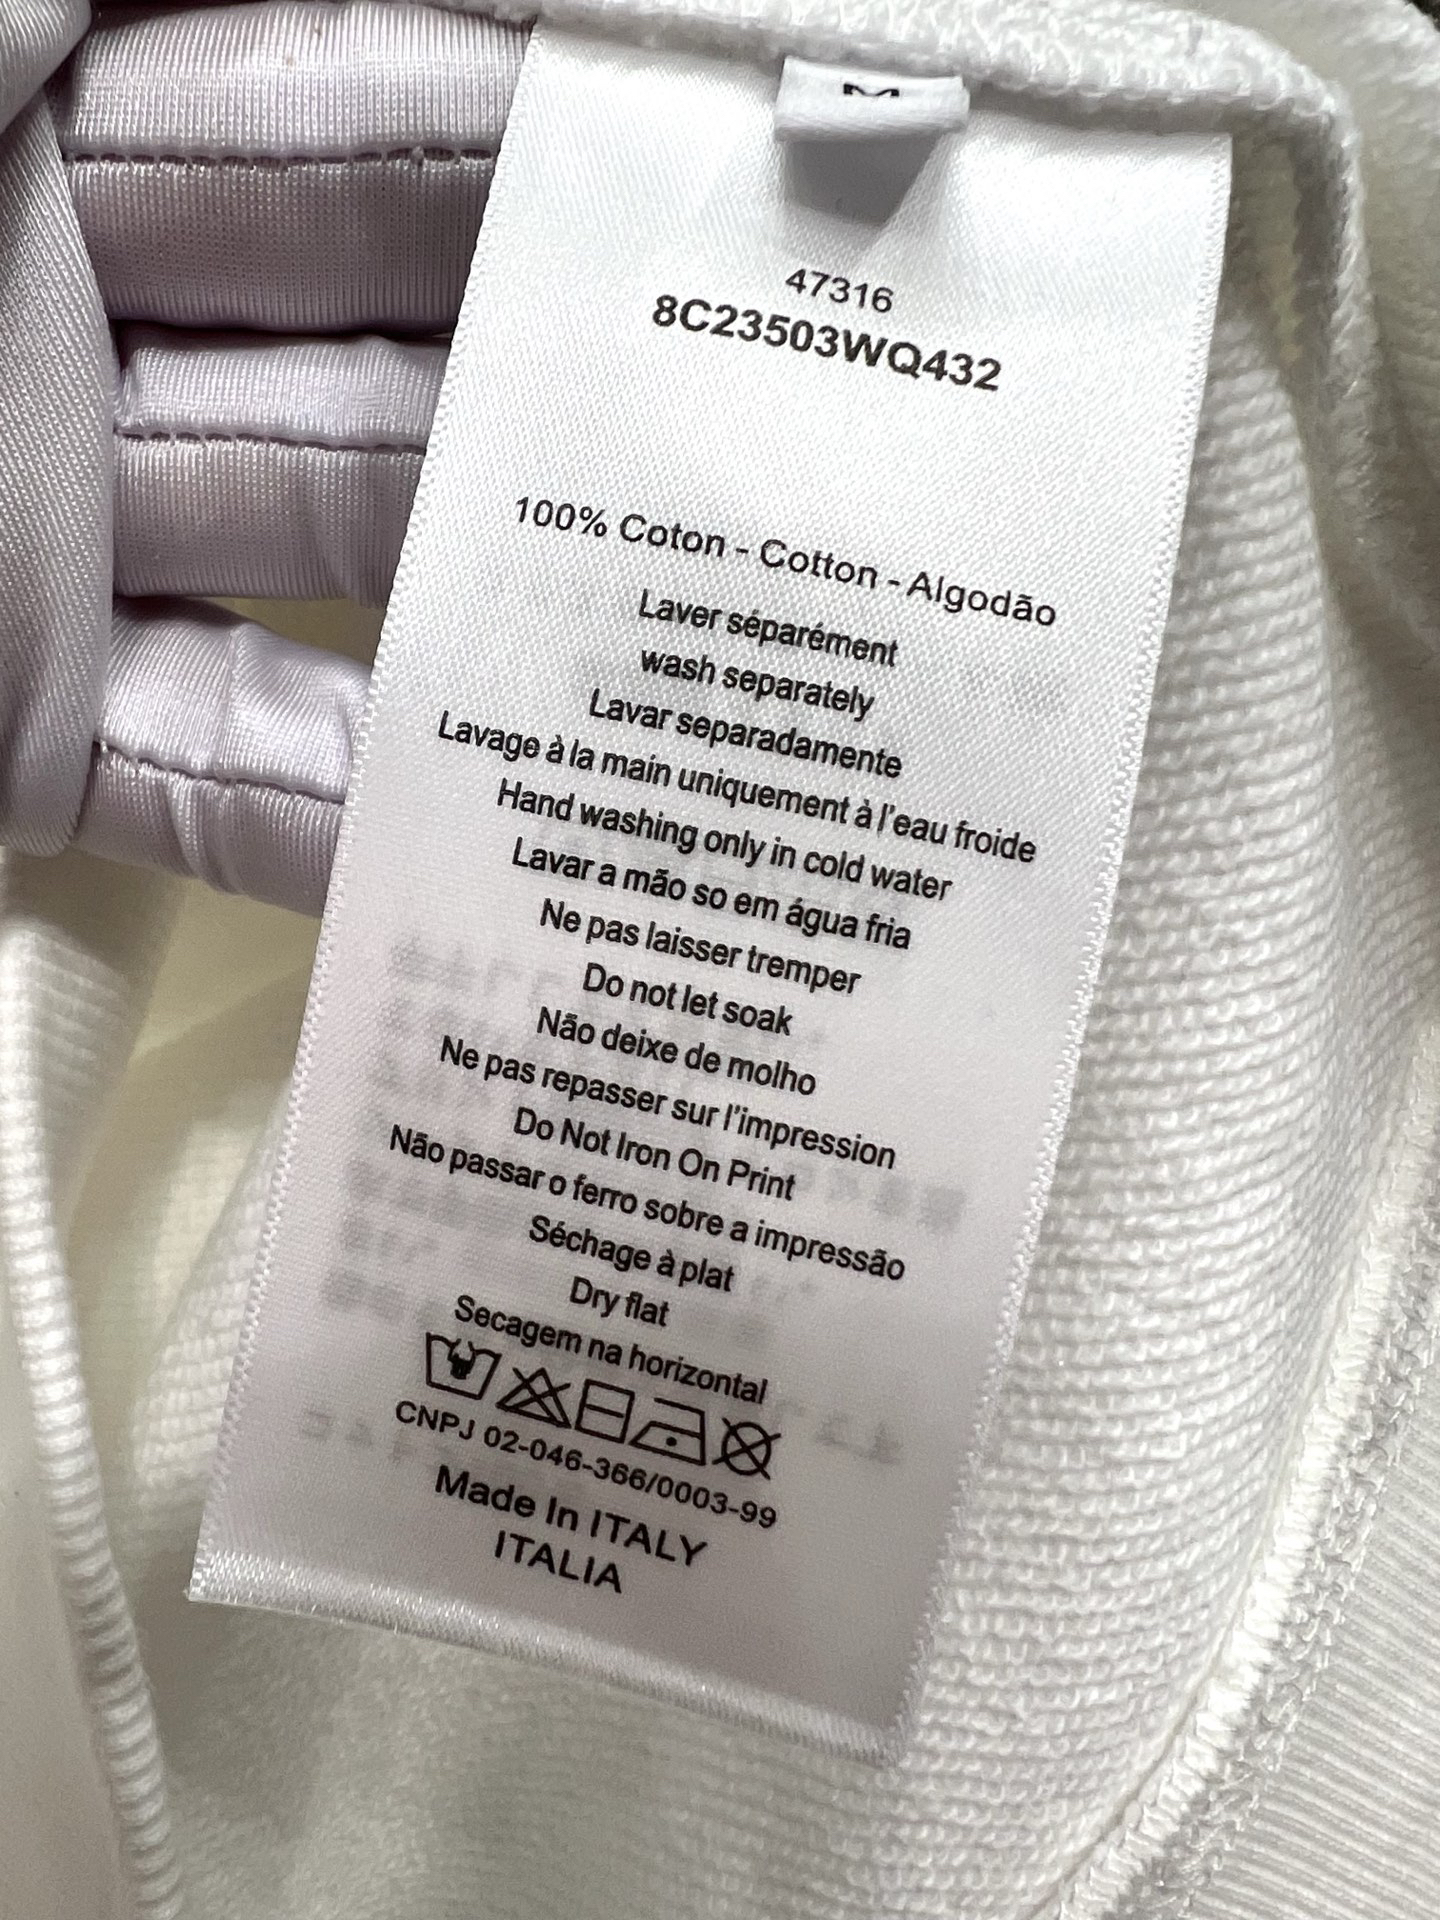 M
47316
8C23503WQ432
100% Coton - Cotton - Algodão
Laver séparément
wash separately
Lavar separadamente
Lavage à la main uniquement à l'eau froide
Hand washing only in cold water
Lavar a mão so em água fria
Ne pas laisser tremper
Do not let soak
Não deixe de molho
Ne pas repasser sur l'impression
Do Not Iron On Print
Não passar o ferro sobre a impressão
Séchage à plat
Dry flat
Secagem na horizontal
CNPJ 02-046-366/0003-99
Made In ITALY
ITALIA